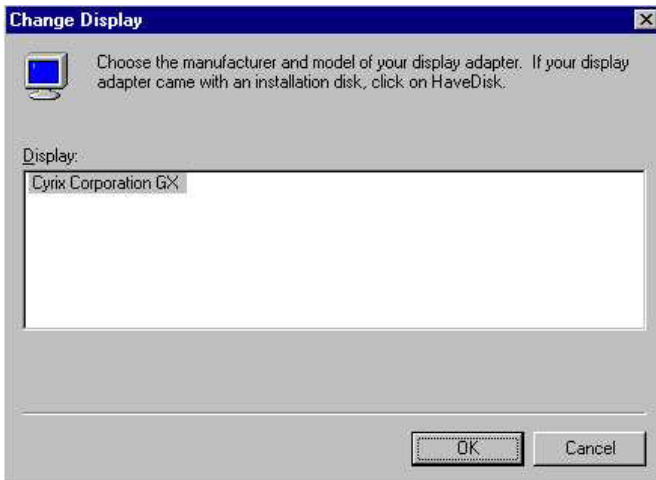 Change Display
Choose the manufacturer and model of your display adapter. If your display
adapter came with an installation disk, click on HaveDisk.
Display:
Cyrix Corporation GX
OK
Cancel